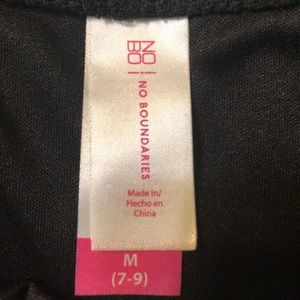 NO
BO
NO BOUNDARIES
Made in/
Hecho en
China
M
(7-9)